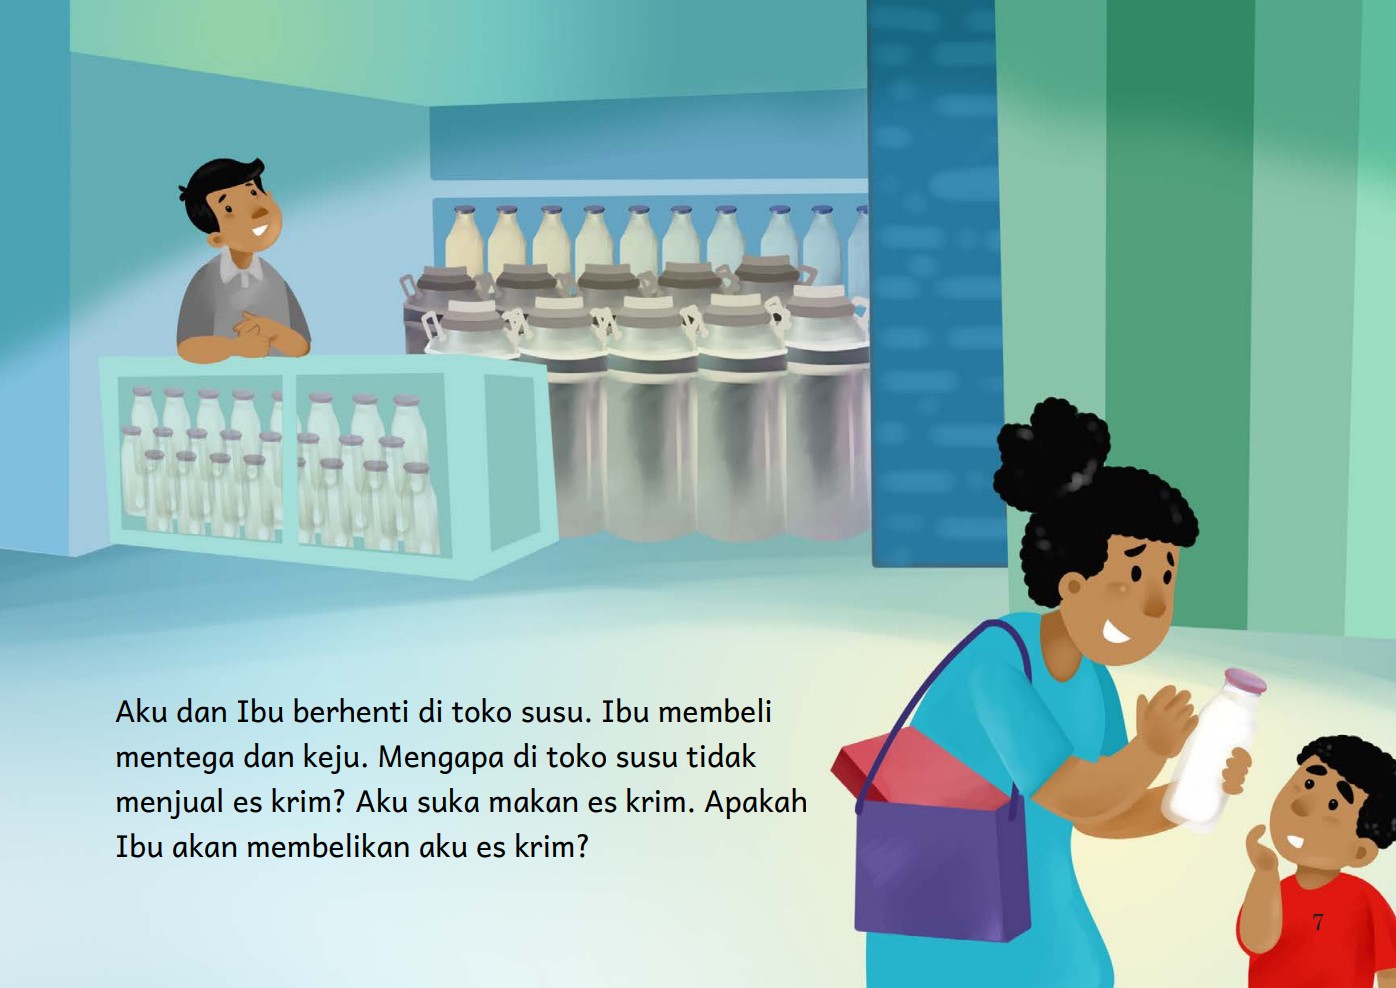 Aku dan Ibu berhenti di toko susu. Ibu membeli
mentega dan keju. Mengapa di toko susu tidak
menjual es krim? Aku suka makan es krim. Apakah
Ibu akan membelikan aku es krim?
7